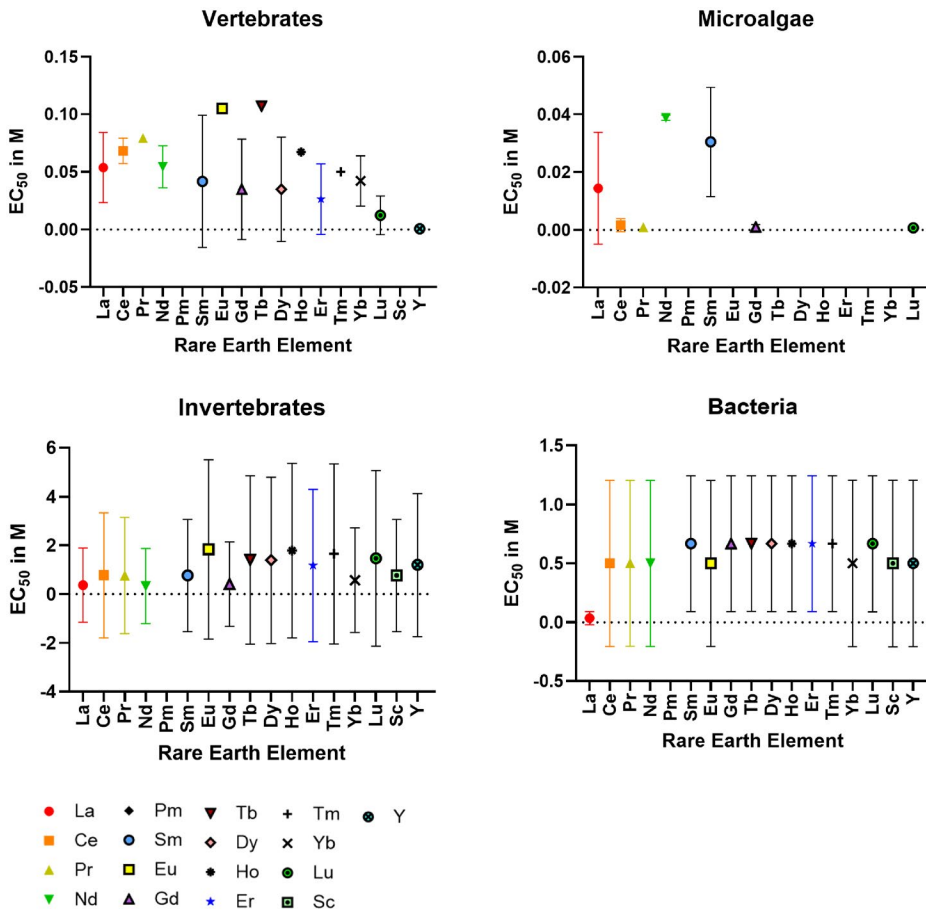 Vertebrates
EC50 in M
0.15
0.10
0.05
0.00
-0.05
La Ce Pr Nd Pm Sm Eu Gd Tb Dy Ho Er Tm Yb Lu Sc Y
Rare Earth Element
Microalgae
EC50 in M
0.06
0.04
0.02
0.00
-0.02
La Ce Pr Nd Pm Sm Eu Gd Tb Dy Ho Er Tm Yb Lu
Rare Earth Element
Invertebrates
EC50 in M
6
4
2
0
-2
-4
La Ce Pr Nd Pm Sm Eu Gd Tb Dy Ho Er Tm Yb Lu Sc Y
Rare Earth Element
Bacteria
EC50 in M
1.5
1.0
0.5
0.0
-0.5
La Ce Pr Nd Pm Sm Eu Gd Tb Dy Ho Er Tm Yb Lu Sc Y
Rare Earth Element
La Pm Tb Tm Y
Ce Sm Dy Yb
Pr Eu Ho Lu
Nd Gd Er Sc